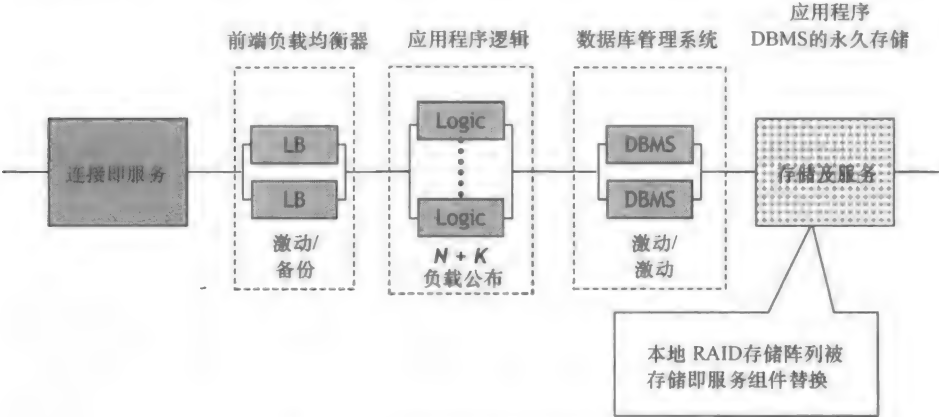 前端负载均衡器
应用程序逻辑
数据库管理系统
应用程序
DBMS的永久存储
连接即服务
LB
LB
激动/
备份
Logic
Logic
N + K
负载公布
DBMS
DBMS
激动/
激动
存储及服务
本地 RAID存储阵列被
存储即服务组件替换